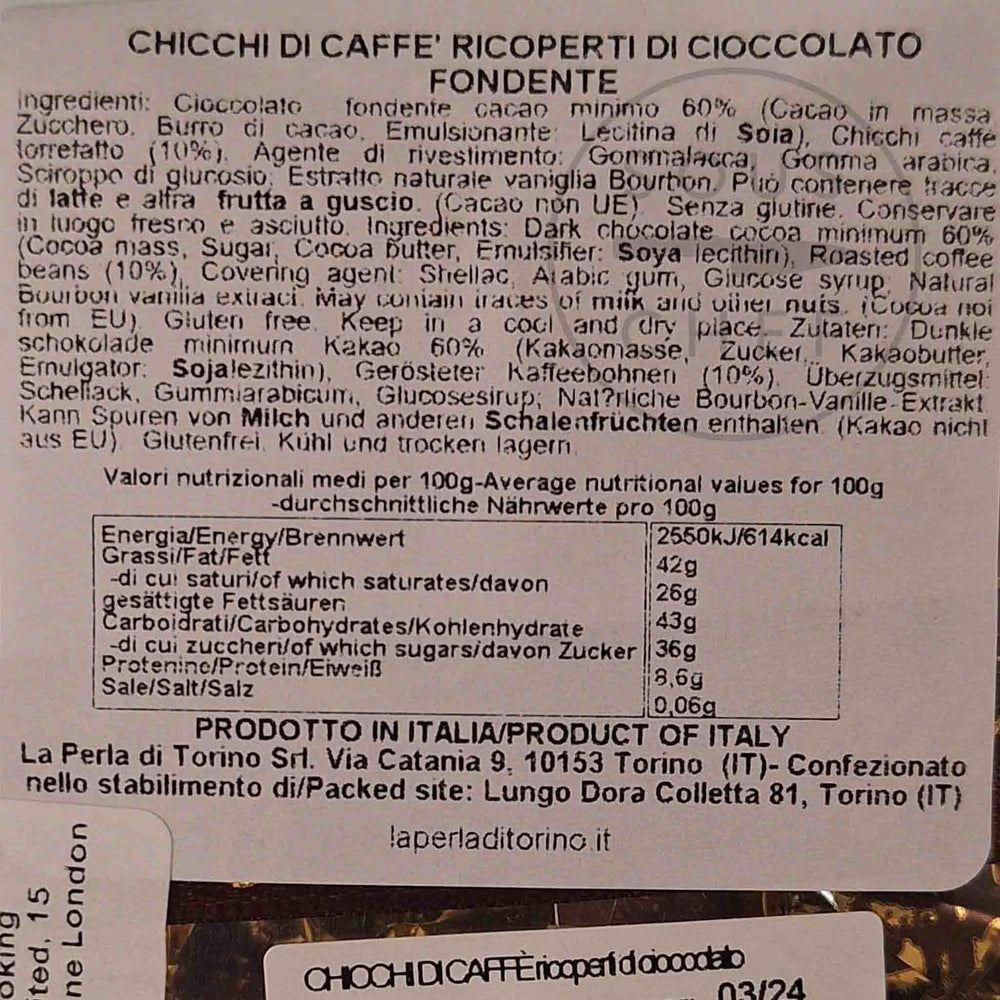 CHICCHI DI CAFFE' RICOPERTI DI CIOCCOLATO
FONDENTE
Ingredienti: Cioccolato fondente cacao minimo 60% (Cacao in massa
Zucchero, Burro di cacao, Emulsionante: Lecitina di Soia), Chicchi caffè
torrefatto (10%). Agente di rivestimento: Gommalacca, Gomma arabica,
Sciroppo di glucosio; Estratto naturale vaniglia Bourbon. Può contenere tracce
di latte e altra frutta a guscio. (Cacao non UE) Senza glutine. Conservare
in luogo fresco e asciutto. Ingredients: Dark chocolate cocoa minimum 60%
(Cocoa mass, Sugar, Cocoa butter, Emulsifier: Soya lecithin), Roasted coffee
beans (10%), Covering agent: Shellac, Arabic gum, Glucose syrup; Natural
Bourbon vanilla extract. May contain traces of milk and other nuts. (Cocoa not
from EU) Gluten free. Keep in a cool and dry place. Zutaten: Dunkle
schokolade minimum Kakao 60% (Kakaomasse, Zucker, Kakaobutter,
Emulgator: Sojalezithin), Gerösteter Kaffeebohnen (10%). Überzugsmittel:
Schellack, Gummiarabicum, Glucosesirup; Nat?rliche Bourbon-Vanille-Extrakt
Kann Spuren von Milch und anderen Schalenfrüchten enthalten. (Kakao nicht
aus EU). Glutenfrei. Kühl und trocken lagern.
Valori nutrizionali medi per 100g-Average nutritional values for 100g
-durchschnittliche Nährwerte pro 100g
Energia/Energy/Brennwert 2550kJ/614kcal
Grassi/Fat/Fett 42g
-di cui saturi/of which saturates/davon
gesättigte Fettsäuren 26g
Carboidrati/Carbohydrates/Kohlenhydrate 43g
-di cui zuccheri/of which sugars/davon Zucker 36g
Protenine/Protein/Eiweiß 8,6g
Sale/Salt/Salz 0,06g
PRODOTTO IN ITALIA/PRODUCT OF ITALY
La Perla di Torino Srl. Via Catania 9, 10153 Torino (IT)- Confezionato
nello stabilimento di/Packed site: Lungo Dora Colletta 81, Torino (IT)
laperladitorino.it
oking
ited, 15
ne London
CHICCHI DI CAFFÈ ricoperti di cioccolato
03/24